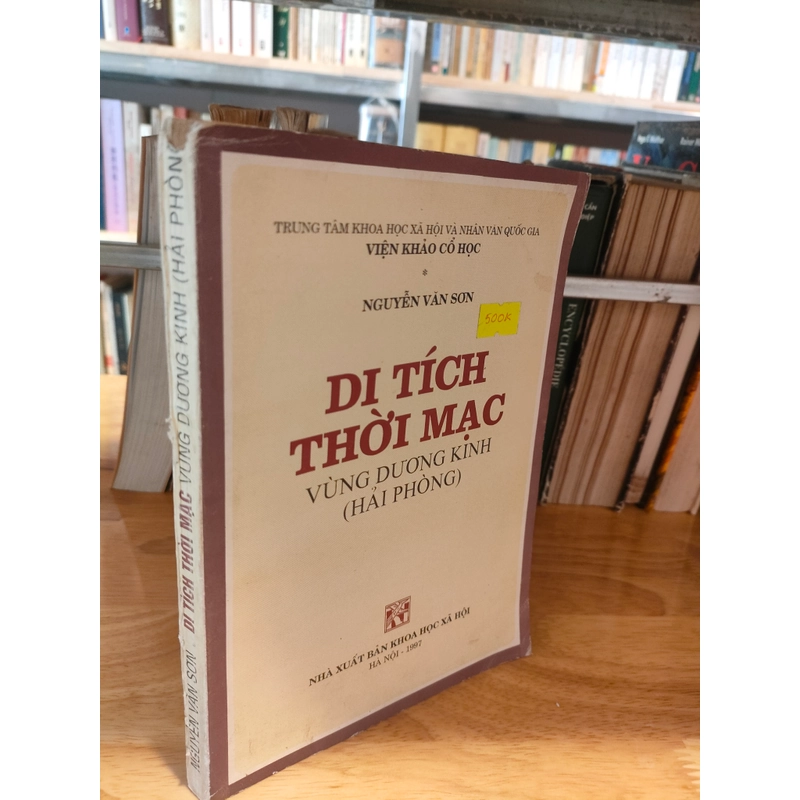 TRUNG TÂM KHOA HỌC XÃ HỘI VÀ NHÂN VĂN QUỐC GIA
VIỆN KHẢO CỔ HỌC
*
NGUYỄN VĂN SƠN
500K
DI TÍCH
THỜI MẠC
VÙNG DƯƠNG KINH
(HẢI PHÒNG)
NHÀ XUẤT BẢN KHOA HỌC XÃ HỘI
HÀ NỘI - 1997
NGUYỄN VĂN SƠN . DI TÍCH THỜI MẠC VÙNG DƯƠNG KINH (HẢI PHÒN
ENCYCLOPÉDIE